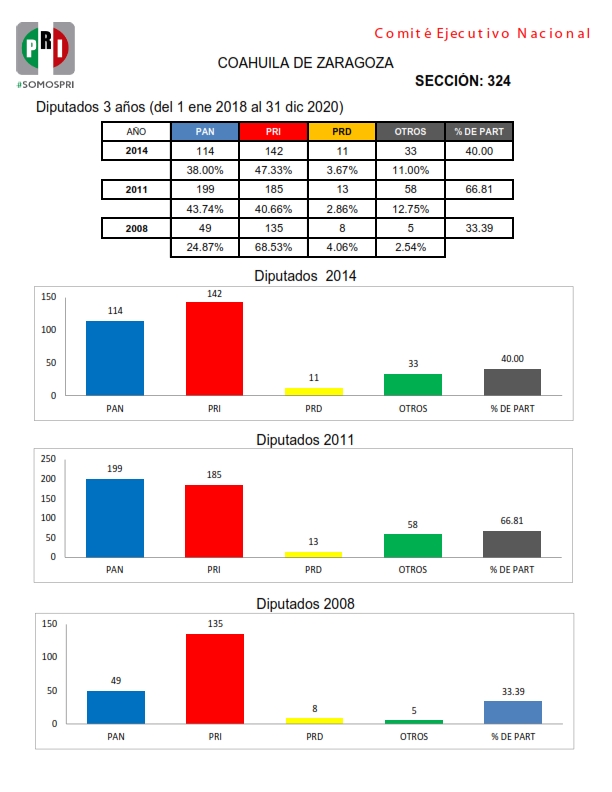 Comité Ejecutivo Nacional
PRI
#SOMOSPRI
COAHUILA DE ZARAGOZA
SECCIÓN: 324
Diputados 3 años (del 1 ene 2018 al 31 dic 2020)
AÑO PAN PRI PRD OTROS % DE PART
2014 114 142 11 33 40.00
38.00% 47.33% 3.67% 11.00%
2011 199 185 13 58 66.81
43.74% 40.66% 2.86% 12.75%
2008 49 135 8 5 33.39
24.87% 68.53% 4.06% 2.54%
Diputados 2014
150
100
50
0
114 142 11 33 40.00
PAN PRI PRD OTROS % DE PART
Diputados 2011
250
200
150
100
50
0
199 185 13 58 66.81
PAN PRI PRD OTROS % DE PART
Diputados 2008
150
100
50
0
49 135 8 5 33.39
PAN PRI PRD OTROS % DE PART